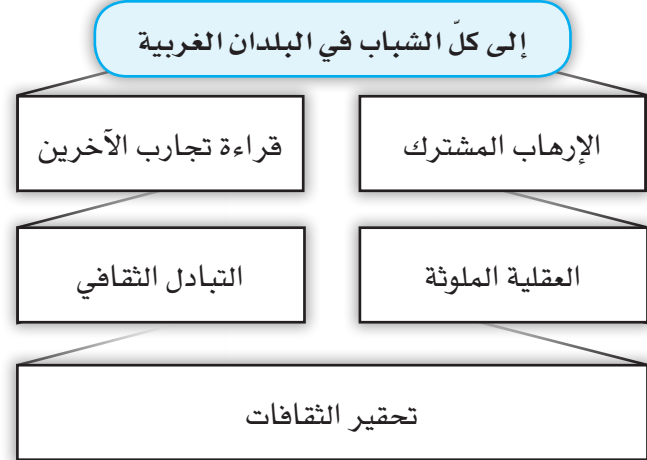 إلى كلّ الشباب في البلدان الغربية
الإرهاب المشترك
قراءة تجارب الآخرين
العقلية الملوثة
التبادل الثقافي
تحقير الثقافات